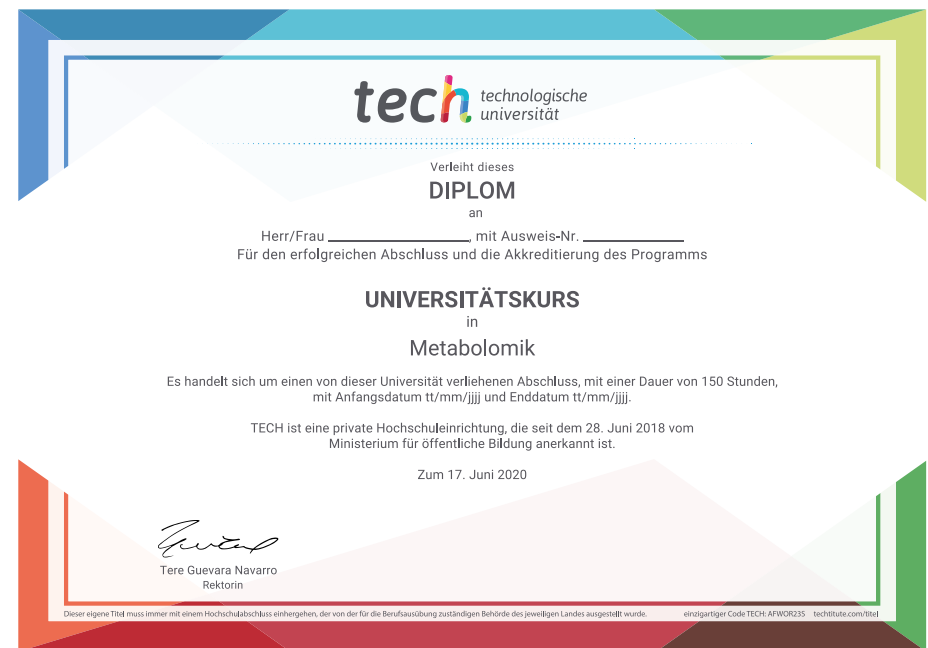 tech technologische
universität
Verleiht dieses
DIPLOM
an
Herr/Frau ____________________, mit Ausweis-Nr. ______________
Für den erfolgreichen Abschluss und die Akkreditierung des Programms
UNIVERSITÄTSKURS
in
Metabolomik
Es handelt sich um einen von dieser Universität verliehenen Abschluss, mit einer Dauer von 150 Stunden,
mit Anfangsdatum tt/mm/jjjj und Enddatum tt/mm/jjjj.
TECH ist eine private Hochschuleinrichtung, die seit dem 28. Juni 2018 vom
Ministerium für öffentliche Bildung anerkannt ist.
Zum 17. Juni 2020
Tere Guevara Navarro
Rektorin
Dieser eigene Titel muss immer mit einem Hochschulabschluss einhergehen, der von der für die Berufsausübung zuständigen Behörde des jeweiligen Landes ausgestellt wurde. einzigartiger Code TECH: AFWOR23S techtitute.com/titel